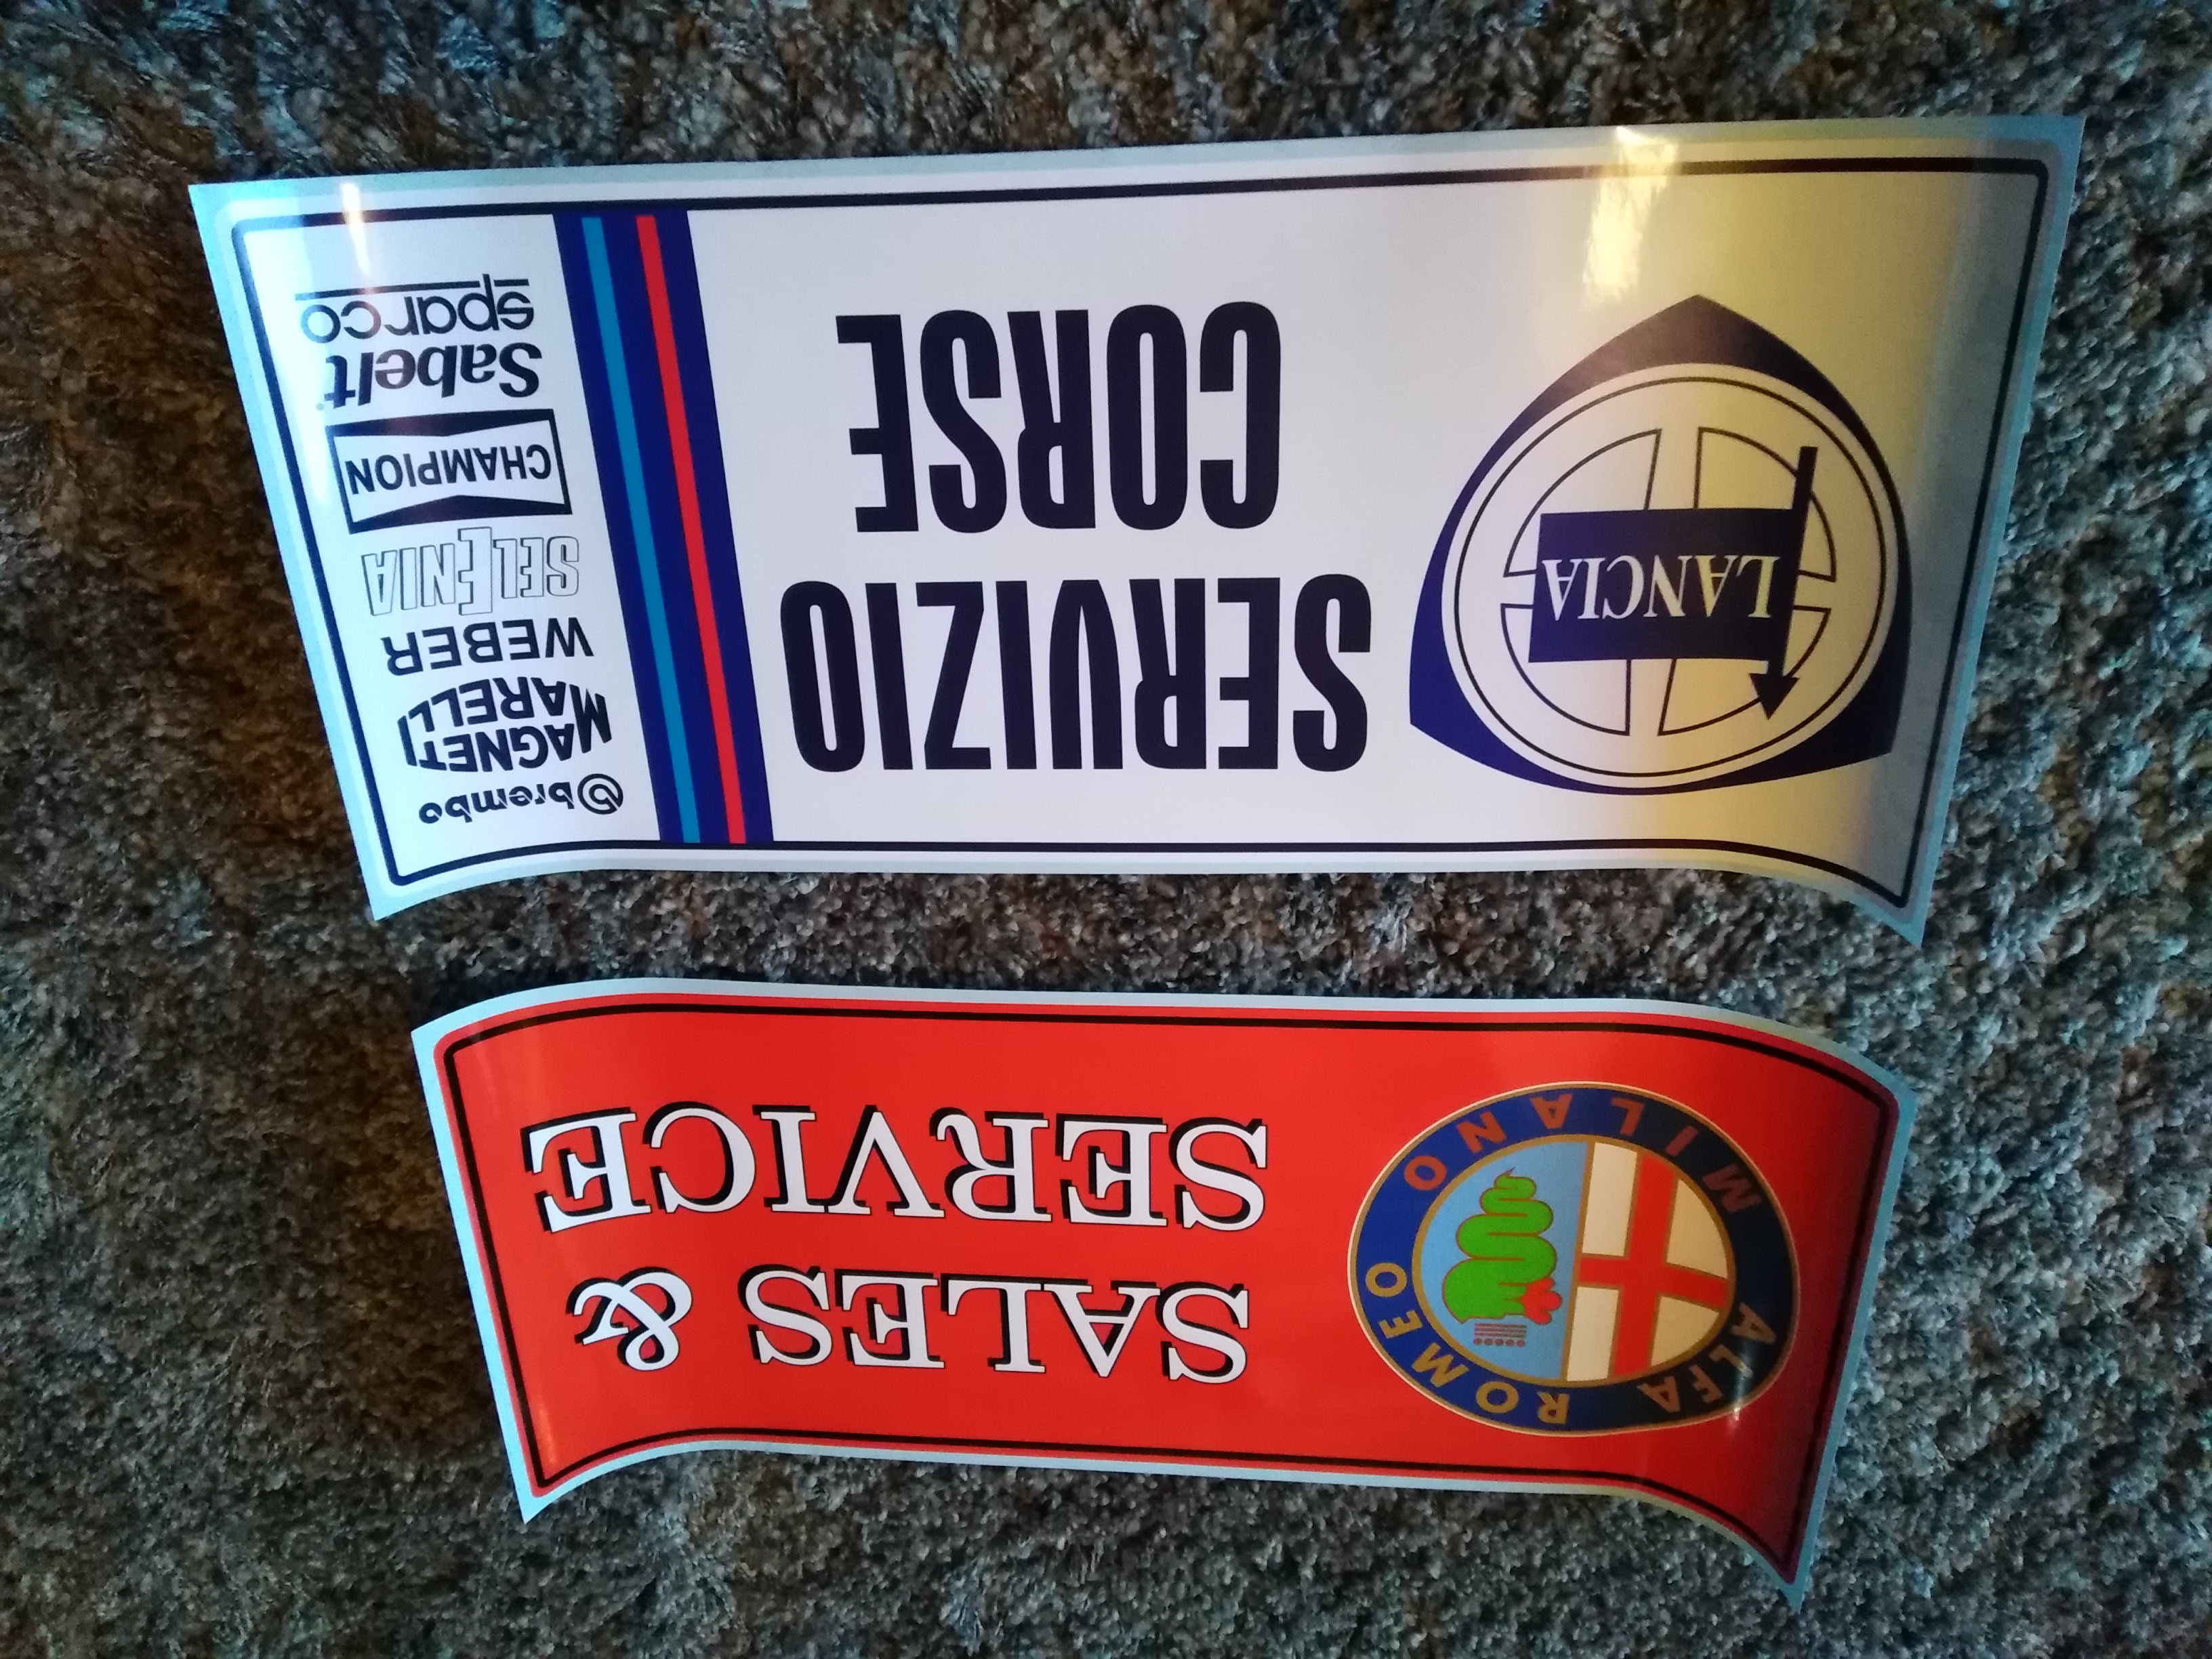 ALFA ROMEO
MILANO
SALES &
SERVICE
LANCIA
SERVIZIO
CORSE
brembo
MAGNETI
MARELLI
WEBER
SELENIA
CHAMPION
Sabelt
sparco